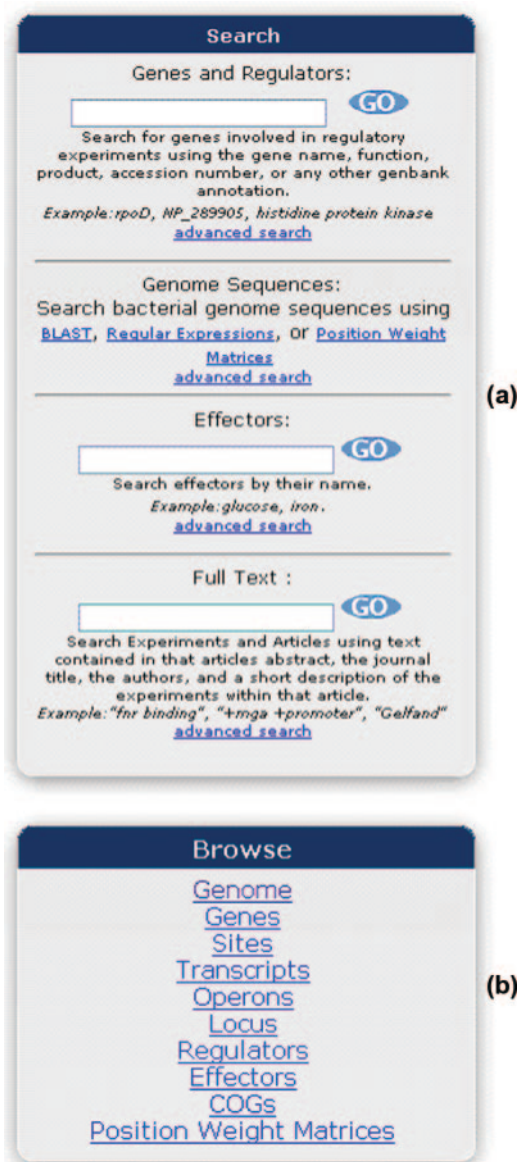 Search
Genes and Regulators:
GO
Search for genes involved in regulatory
experiments using the gene name, function,
product, accession number, or any other genbank
annotation.
Example:rpoD, NP_289905, histidine protein kinase
advanced search
Genome Sequences:
Search bacterial genome sequences using
BLAST, Regular Expressions, or Position Weight
Matrices
advanced search
(a)
Effectors:
GO
Search effectors by their name.
Example:glucose, iron.
advanced search
Full Text :
GO
Search Experiments and Articles using text
contained in that articles abstract, the journal
title, the authors, and a short description of the
experiments within that article.
Example:"fnr binding", "+mga +promoter", "Gelfand"
advanced search
Browse
Genome
Genes
Sites
Transcripts
(b)
Operons
Locus
Regulators
Effectors
COGs
Position Weight Matrices